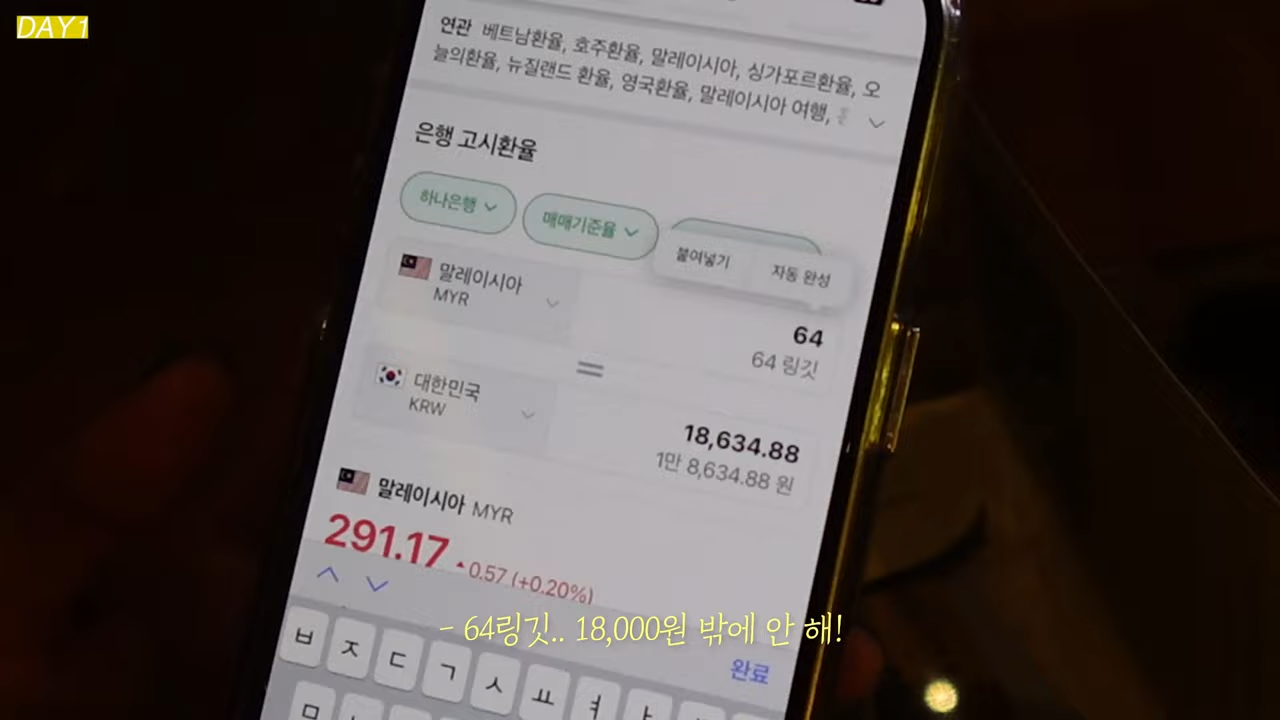 DAY1
연관 베트남환율, 호주환율, 말레이시아, 싱가포르환율, 오
늘의환율, 뉴질랜드 환율, 영국환율, 말레이시아 여행,
은행 고시환율
하나은행
매매기준율
붙여넣기
자동 완성
말레이시아
MYR
64
64 링깃
=
대한민국
KRW
18,634.88
1만 8,634.88 원
말레이시아 MYR
291.17 ▲0.57 (+0.20%)
- 64링깃.. 18,000원 밖에 안 해!
완료
ㅂ ㅈ ㄷ ㄱ ㅅ ㅛ ㅕ ㅑ
ㅁ